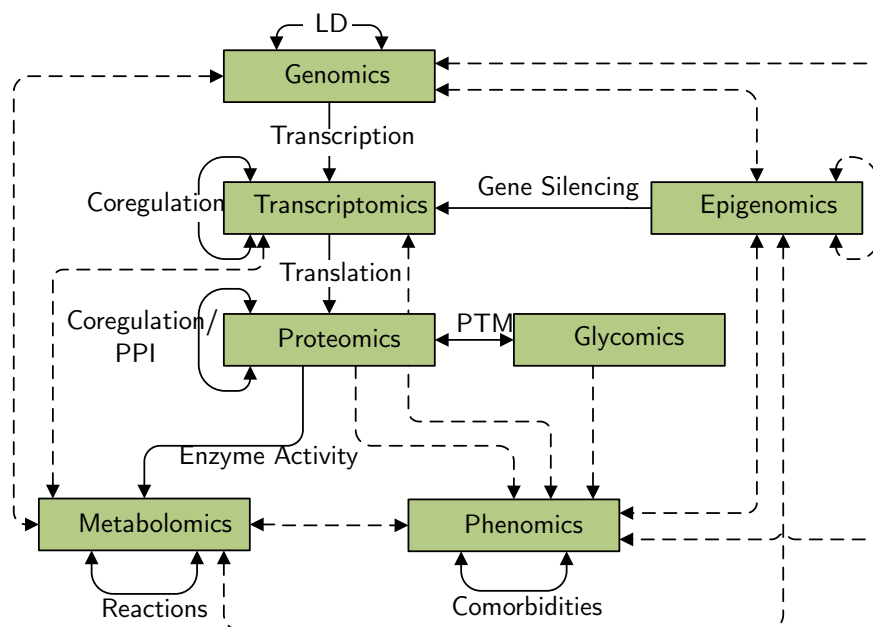 LD
Genomics
Transcription
Gene Silencing
Coregulation
Transcriptomics
Epigenomics
Translation
Coregulation/
PPI
Proteomics
PTM
Glycomics
Enzyme Activity
Metabolomics
Phenomics
Reactions
Comorbidities